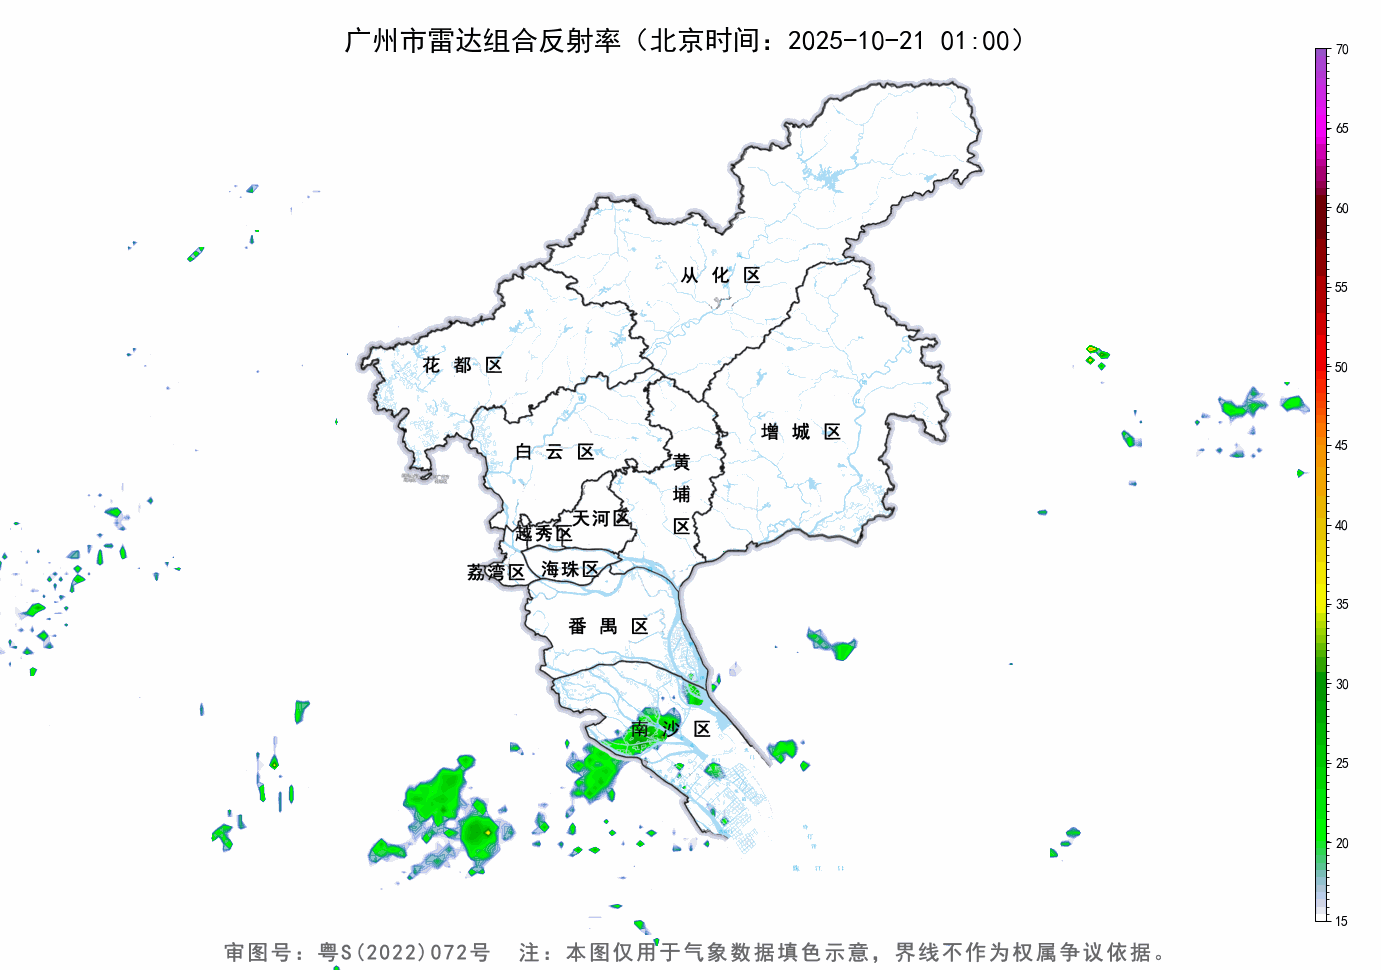 广州市雷达组合反射率（北京时间：2025-10-21 01:00）
70
65
60
55
50
45
40
35
30
25
20
15
从化区
花都区
增城区
白云区
黄埔区
天河区
越秀区
荔湾区
海珠区
番禺区
南沙区
审图号：粤S(2022)072号 注：本图仅用于气象数据填色示意，界线不作为权属争议依据。